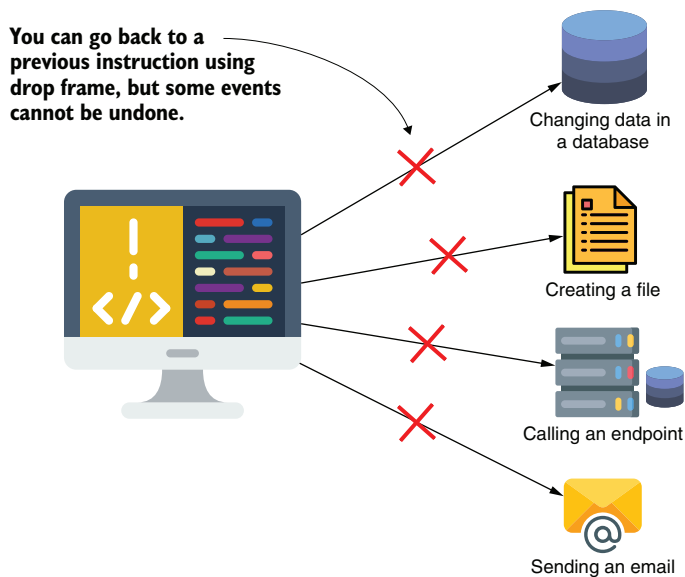 You can go back to a
previous instruction using
drop frame, but some events
cannot be undone.
Changing data in
a database
Creating a file
Calling an endpoint
@
Sending an email